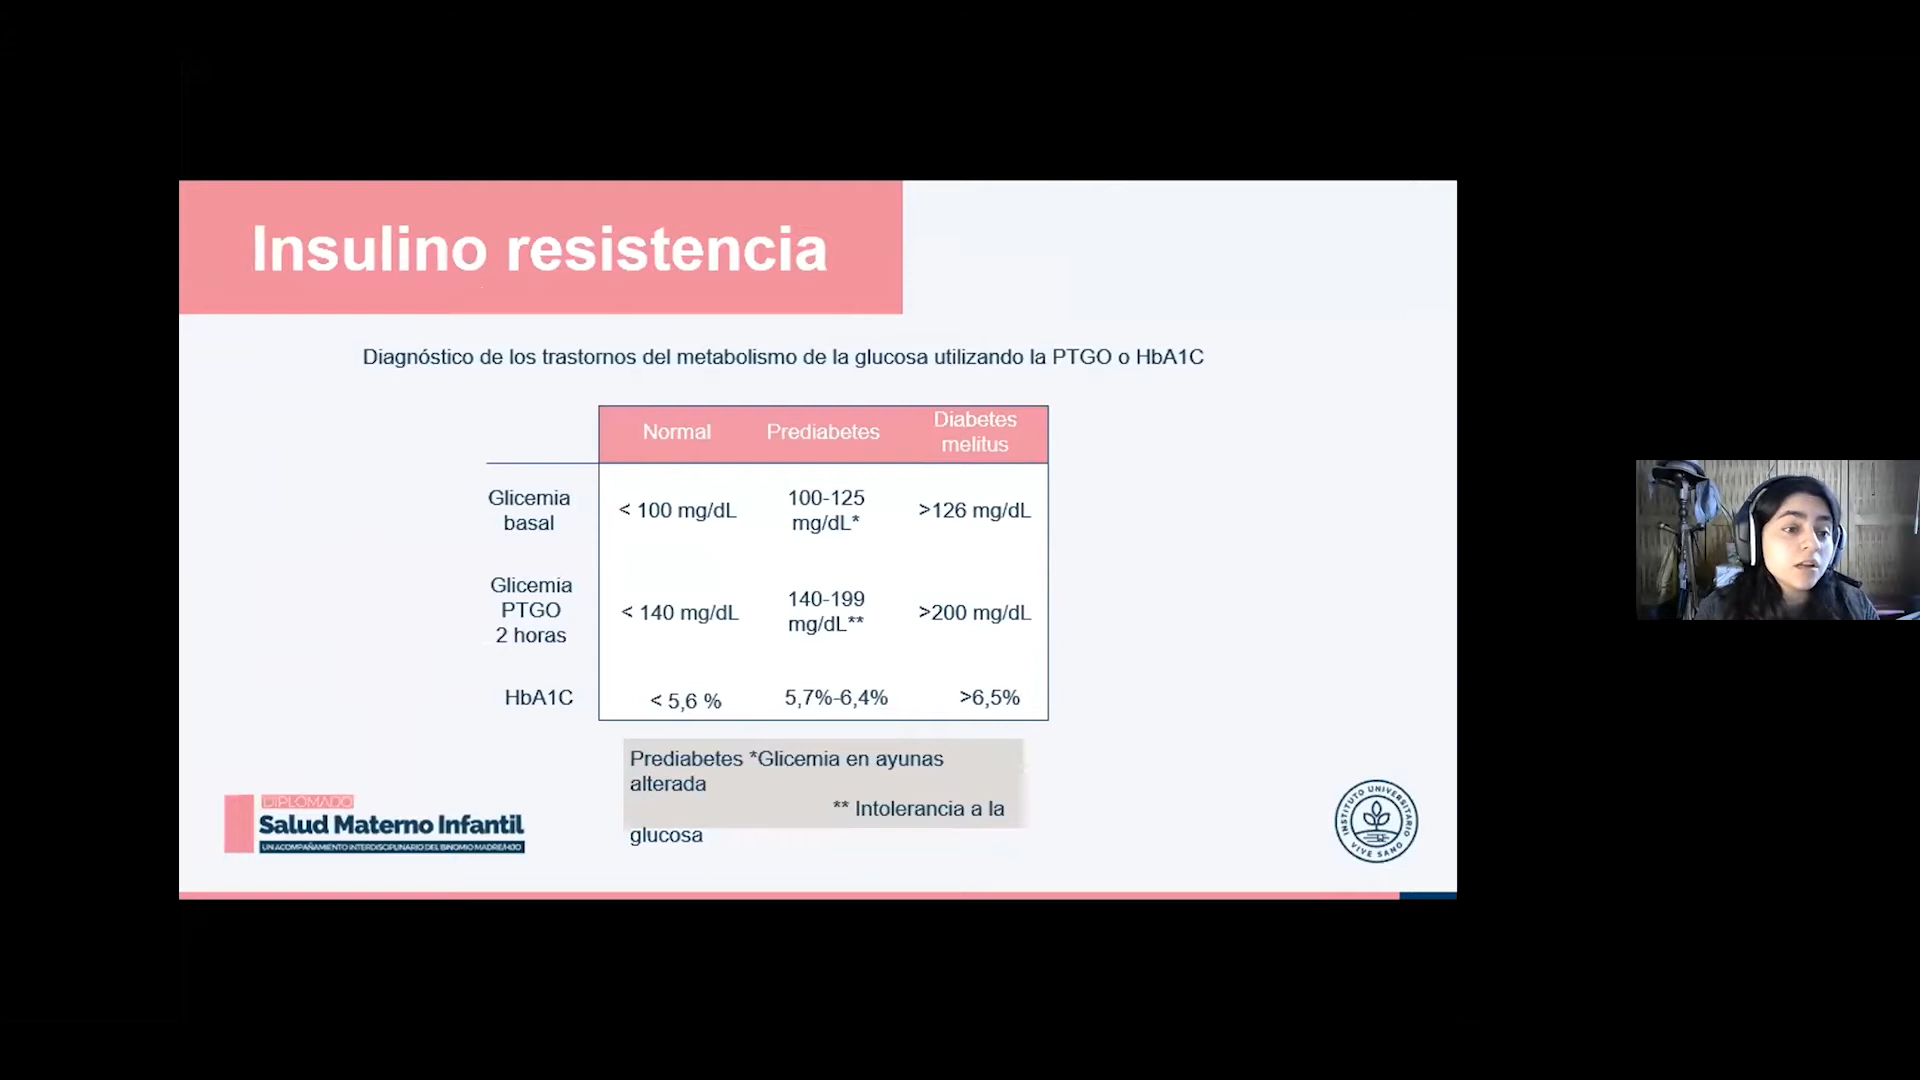 Insulino resistencia
Diagnóstico de los trastornos del metabolismo de la glucosa utilizando la PTGO o HbA1C
Normal Prediabetes Diabetes
melitus
Glicemia
basal
< 100 mg/dL
100-125
mg/dL*
>126 mg/dL
Glicemia
PTGO
2 horas
< 140 mg/dL
140-199
mg/dL**
>200 mg/dL
HbA1C
< 5,6 %
5,7%-6,4%
>6,5%
Prediabetes *Glicemia en ayunas
alterada
** Intolerancia a la
glucosa
DIPLOMADO
Salud Materno Infantil
UN ACOMPAÑAMIENTO INTERDISCIPLINARIO DEL BINOMIO MADRE/HIJO
INSTITUTO UNIVERSITARIO
VIVE SANO